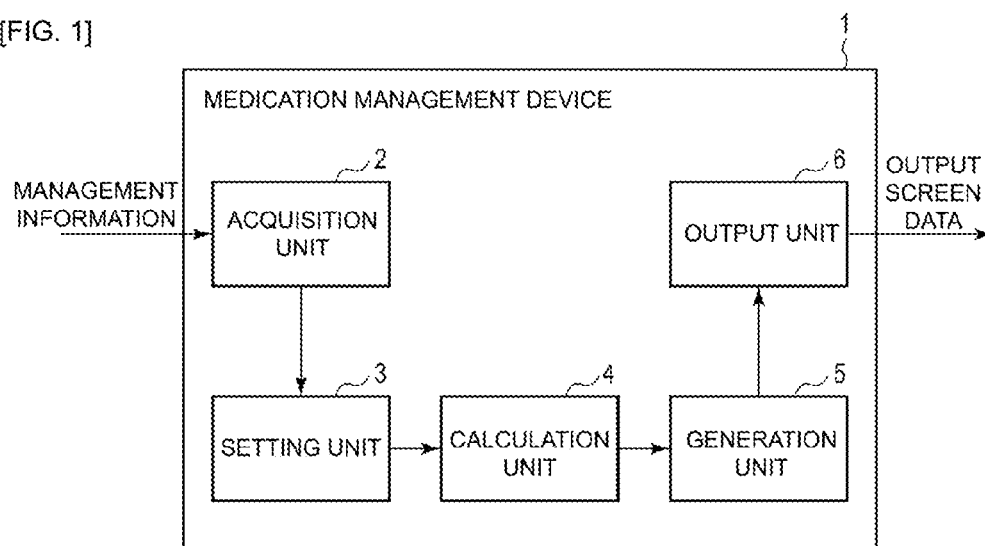 [FIG. 1]
1
MEDICATION MANAGEMENT DEVICE
2
6
MANAGEMENT
INFORMATION
ACQUISITION
UNIT
OUTPUT UNIT
OUTPUT
SCREEN
DATA
3
4
5
SETTING UNIT
CALCULATION
UNIT
GENERATION
UNIT